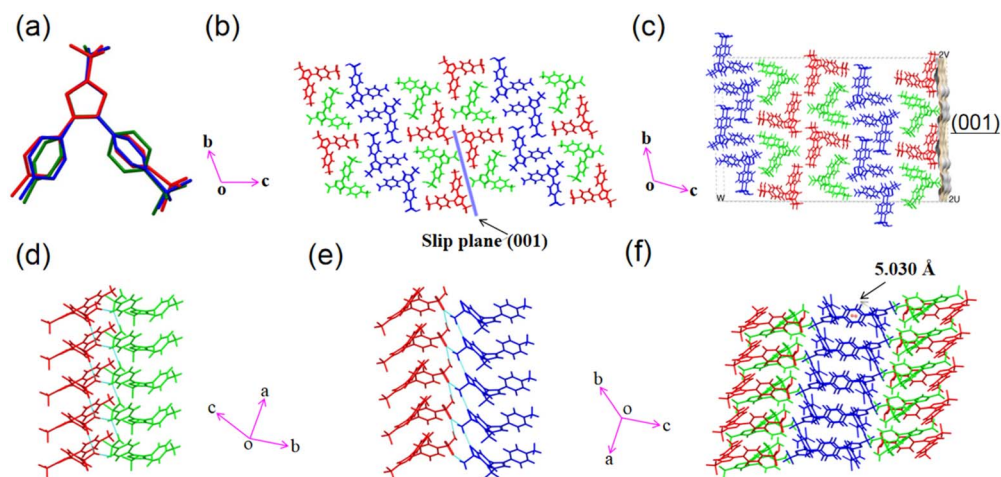 (a)
(b)
(c)
b
o
c
Slip plane (001)
b
o
c
2V
(001)
W
2U
(d)
(e)
(f)
5.030 Å
c
a
o
b
b
o
c
a